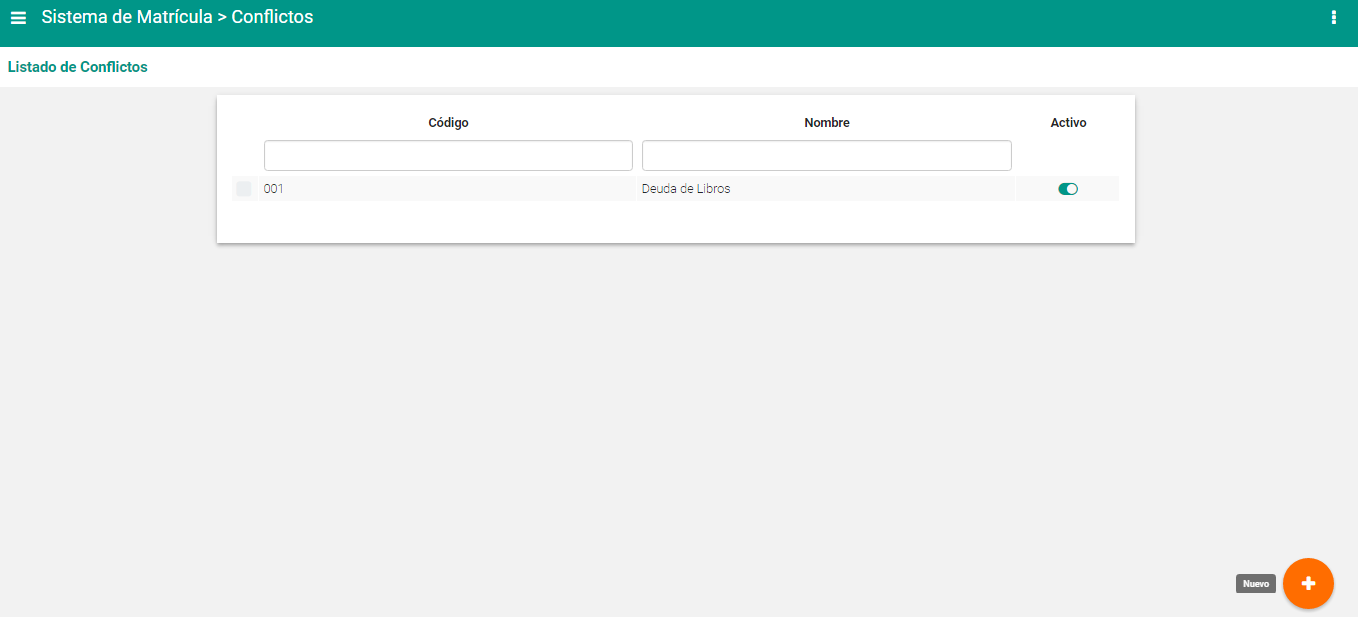 Sistema de Matrícula > Conflictos
Listado de Conflictos
Código Nombre Activo
001 Deuda de Libros
Nuevo